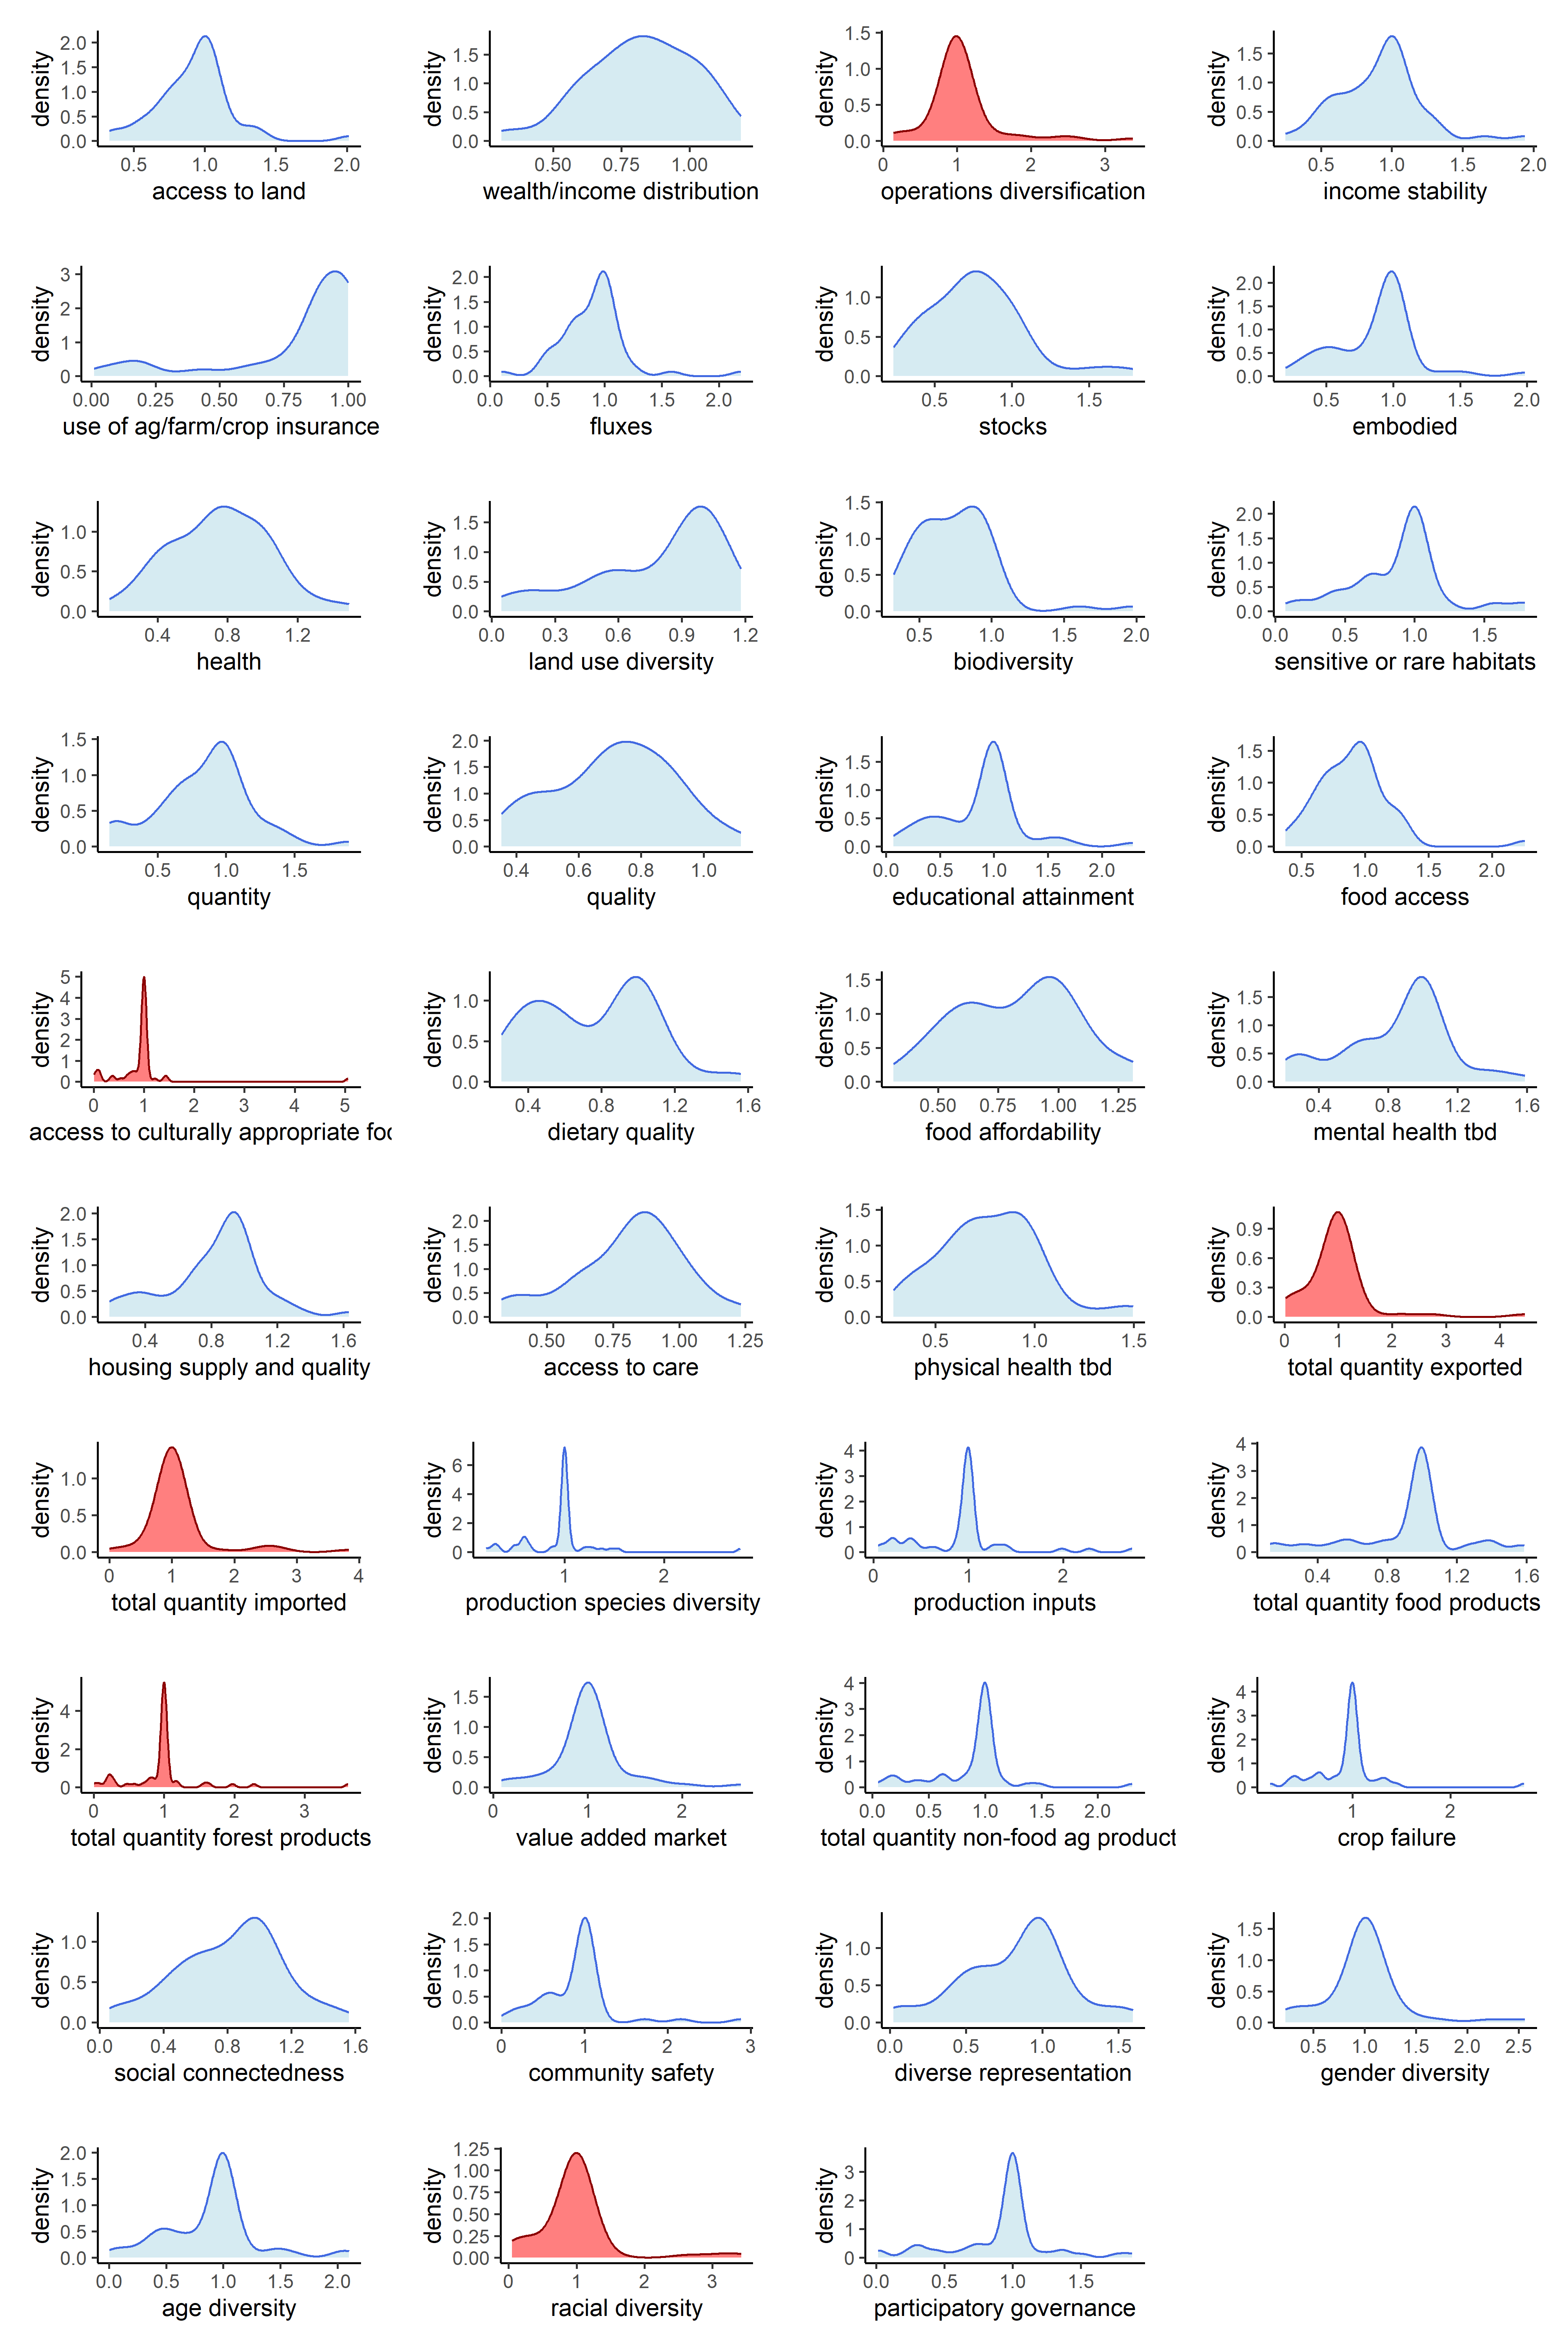 density
2.0
1.5
1.0
0.5
0.0
0.5 1.0 1.5 2.0
access to land
density
1.5
1.0
0.5
0.0
0.50 0.75 1.00
wealth/income distribution
density
1.5
1.0
0.5
0.0
0 1 2 3
operations diversification
density
1.5
1.0
0.5
0.0
0.5 1.0 1.5 2.0
income stability
density
3
2
1
0
0.00 0.25 0.50 0.75 1.00
use of ag/farm/crop insurance
density
2.0
1.5
1.0
0.5
0.0
0.0 0.5 1.0 1.5 2.0
fluxes
density
1.0
0.5
0.0
0.5 1.0 1.5
stocks
density
2.0
1.5
1.0
0.5
0.0
0.5 1.0 1.5 2.0
embodied
density
1.0
0.5
0.0
0.4 0.8 1.2
health
density
1.5
1.0
0.5
0.0
0.0 0.3 0.6 0.9 1.2
land use diversity
density
1.5
1.0
0.5
0.0
0.5 1.0 1.5 2.0
biodiversity
density
2.0
1.5
1.0
0.5
0.0
0.0 0.5 1.0 1.5
sensitive or rare habitats
density
1.5
1.0
0.5
0.0
0.5 1.0 1.5
quantity
density
2.0
1.5
1.0
0.5
0.0
0.4 0.6 0.8 1.0
quality
density
1.5
1.0
0.5
0.0
0.0 0.5 1.0 1.5 2.0
educational attainment
density
1.5
1.0
0.5
0.0
0.5 1.0 1.5 2.0
food access
density
5
4
3
2
1
0
0 1 2 3 4 5
access to culturally appropriate foo
density
1.0
0.5
0.0
0.4 0.8 1.2 1.6
dietary quality
density
1.5
1.0
0.5
0.0
0.50 0.75 1.00 1.25
food affordability
density
1.5
1.0
0.5
0.0
0.4 0.8 1.2 1.6
mental health tbd
density
2.0
1.5
1.0
0.5
0.0
0.4 0.8 1.2 1.6
housing supply and quality
density
2.0
1.5
1.0
0.5
0.0
0.50 0.75 1.00 1.25
access to care
density
1.5
1.0
0.5
0.0
0.5 1.0 1.5
physical health tbd
density
0.9
0.6
0.3
0.0
0 1 2 3 4
total quantity exported
density
1.0
0.5
0.0
0 1 2 3 4
total quantity imported
density
6
4
2
0
1 2
production species diversity
density
4
3
2
1
0
0 1 2
production inputs
density
4
3
2
1
0
0.4 0.8 1.2 1.6
total quantity food products
density
4
2
0
0 1 2 3
total quantity forest products
density
1.5
1.0
0.5
0.0
0 1 2
value added market
density
4
3
2
1
0
0.0 0.5 1.0 1.5 2.0
total quantity non-food ag product
density
4
3
2
1
0
1 2
crop failure
density
1.0
0.5
0.0
0.0 0.4 0.8 1.2 1.6
social connectedness
density
2.0
1.5
1.0
0.5
0.0
0 1 2 3
community safety
density
1.0
0.5
0.0
0.0 0.5 1.0 1.5
diverse representation
density
1.5
1.0
0.5
0.0
0.5 1.0 1.5 2.0 2.5
gender diversity
density
2.0
1.5
1.0
0.5
0.0
0.0 0.5 1.0 1.5 2.0
age diversity
density
1.25
1.00
0.75
0.50
0.25
0.00
0 1 2 3
racial diversity
density
3
2
1
0
0.0 0.5 1.0 1.5
participatory governance